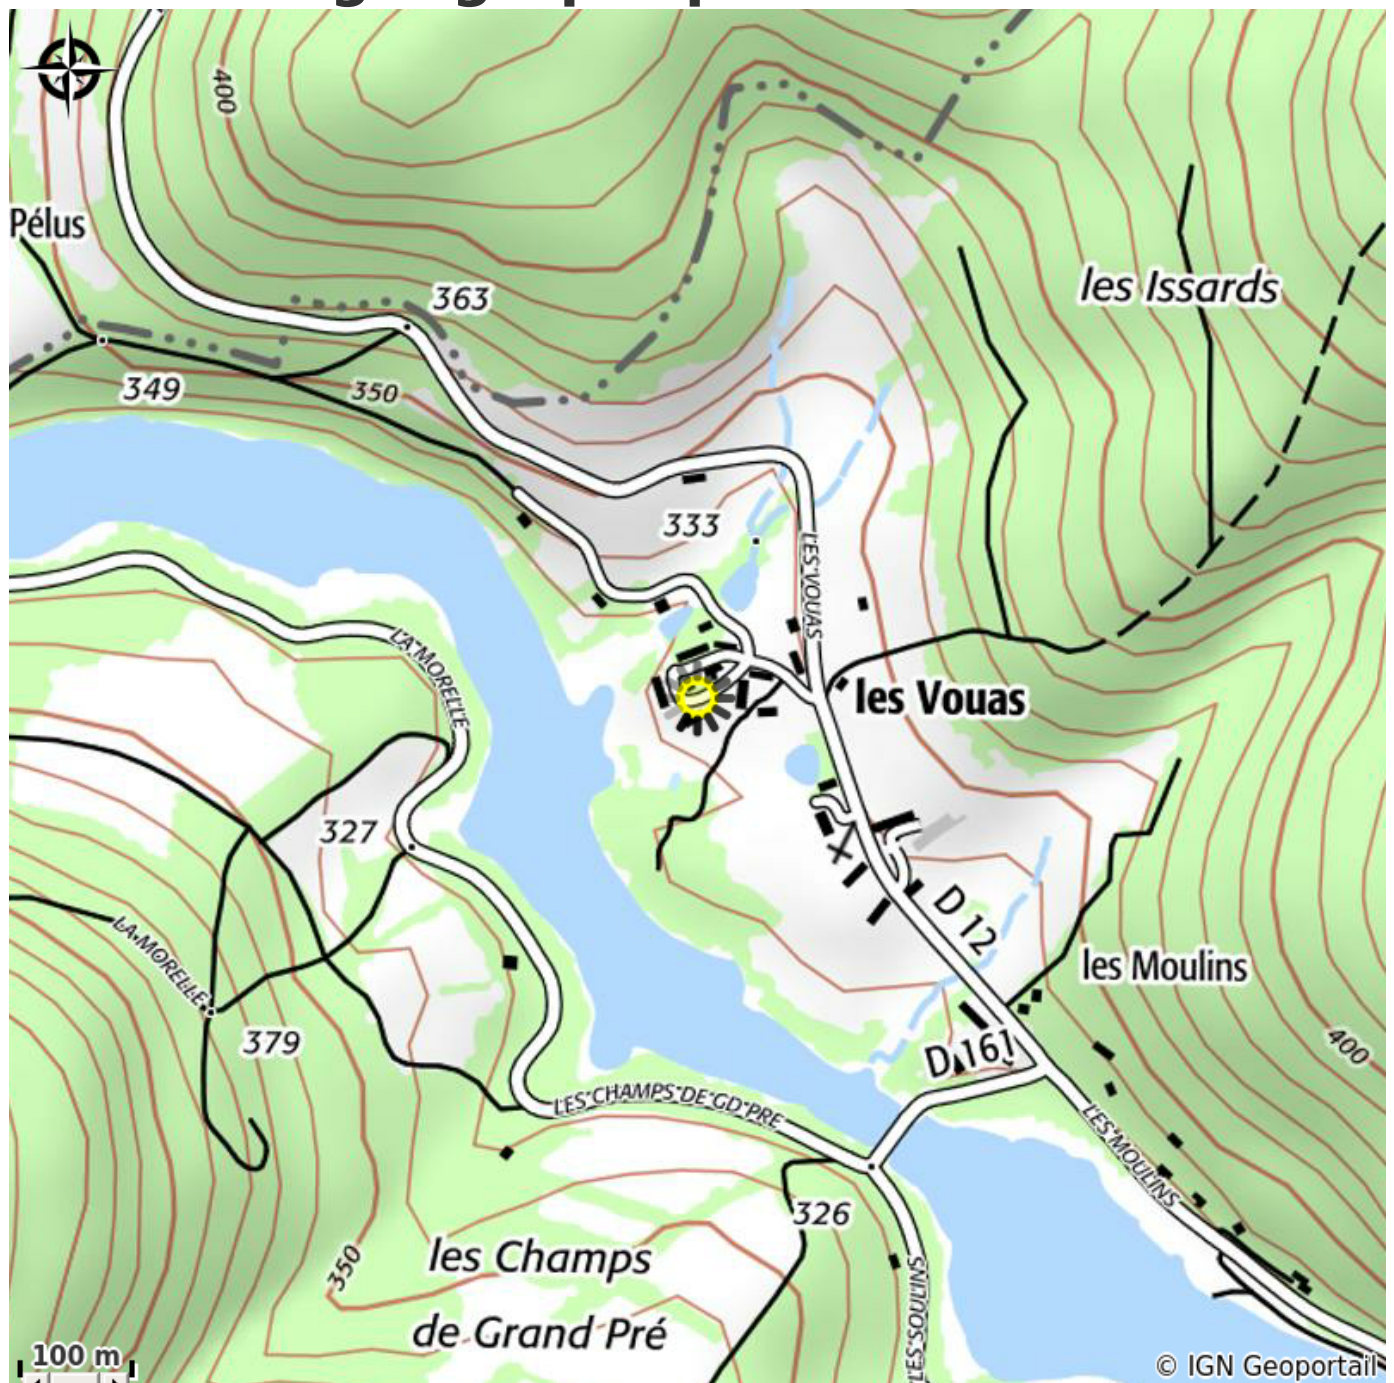 400
Pélus
363
les Issards
349
350
333
LES VOUAS
LA MORELLE
les Vouas
327
D 12
LA MORELLE
les Moulins
379
D 161
400
LES CHAMPS DE GD PRE
LES MOULINS
326
350
les Champs
de Grand Pré
LES SOULINS
100 m
© IGN Geoportail